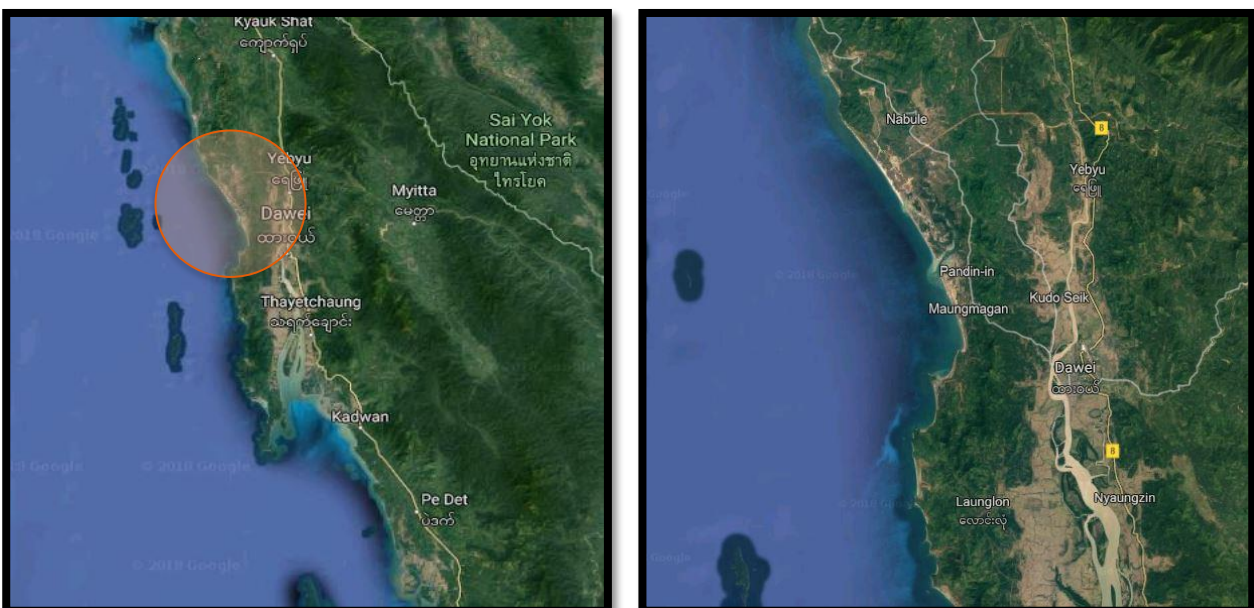 Kyauk Shat
ကျောက်ရှပ်
Sai Yok
National Park
อุทยานแห่งชาติ
ไทรโยค
Yebyu
ရေဖြူ
Myitta
မေတ္တာ
Dawei
ထားဝယ်
2018 Google
Thayetchaung
သရက်ချောင်း
Kadwan
© 2018 Google
Pe Det
ပဲဒက်
© 2018 Google
Nabule
8
Yebyu
ရေဖြူ
Pandin-in
Maungmagan
Kudo Seik
Dawei
ထားဝယ်
8
Launglon
လောင်းလုံ
Nyaungzin
Google